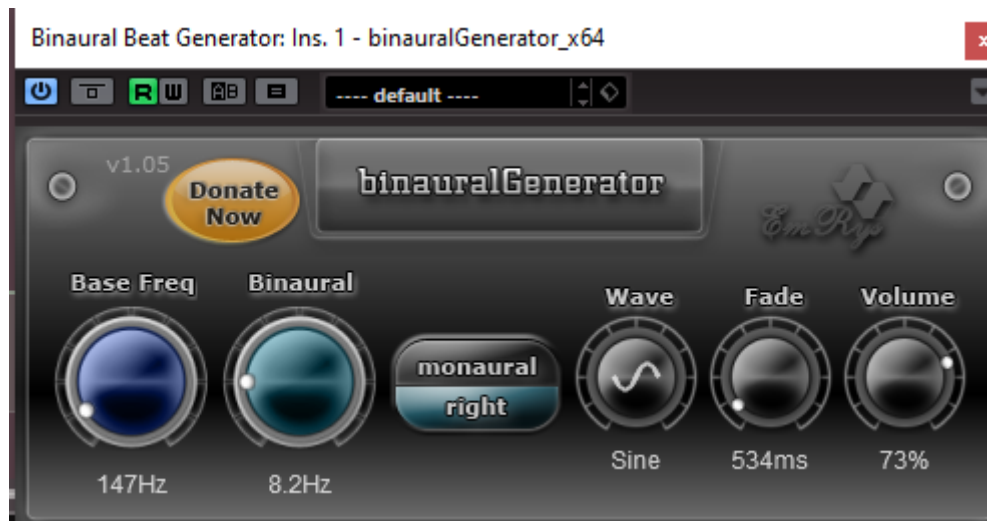 Binaural Beat Generator: Ins. 1 - binauralGenerator_x64
x
R W AB ---- default ----
v1.05
Donate
Now
binauralGenerator
EmRys
Base Freq Binaural Wave Fade Volume
monaural
right
147Hz 8.2Hz Sine 534ms 73%